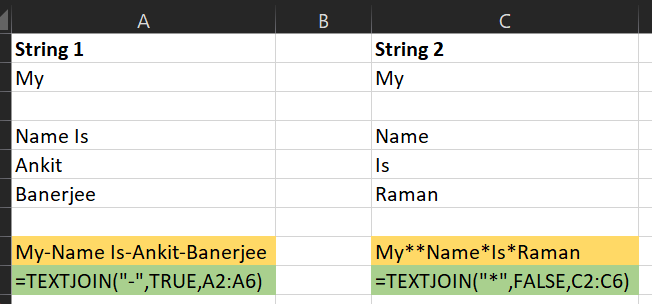 A B C
String 1 String 2
My My
Name Is Name
Ankit Is
Banerjee Raman
My-Name Is-Ankit-Banerjee My**Name*Is*Raman
=TEXTJOIN("-",TRUE,A2:A6) =TEXTJOIN("*",FALSE,C2:C6)